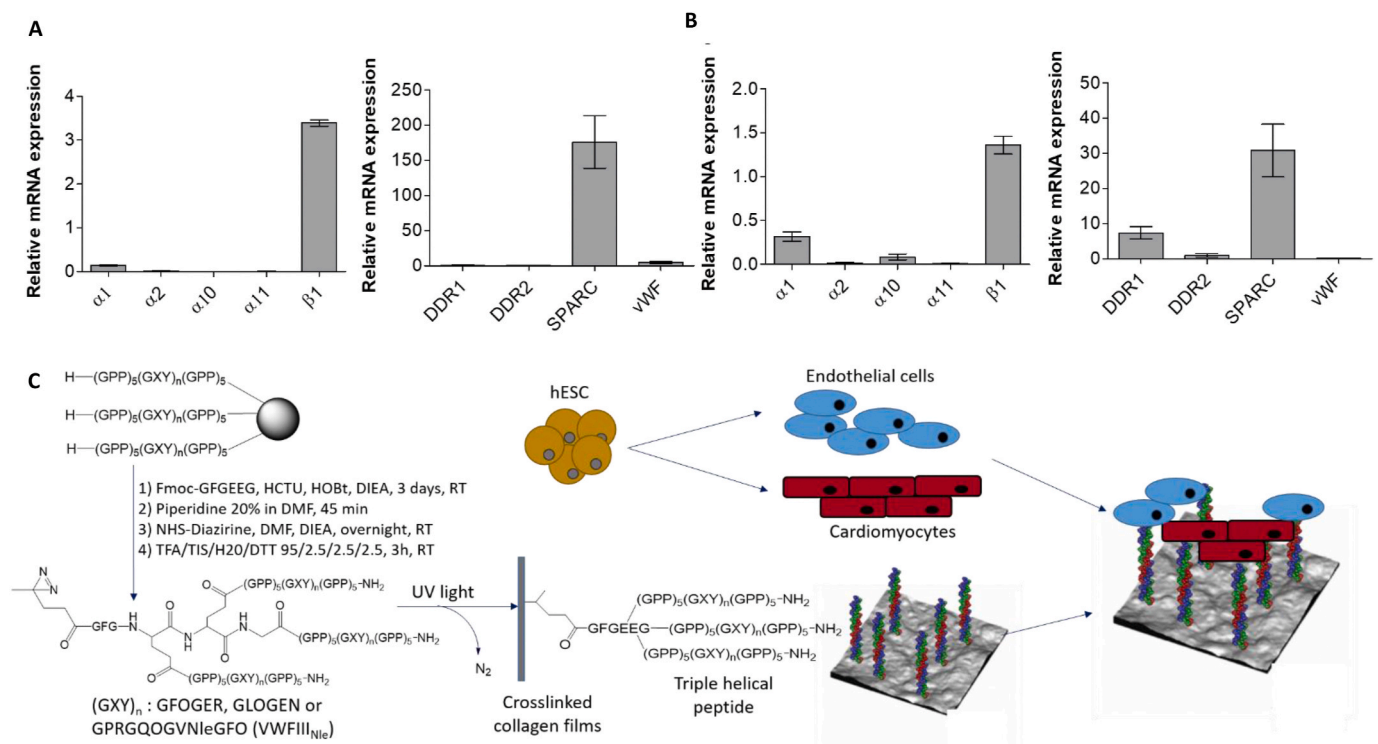 A
B
Relative mRNA expression
4
3
2
1
0
α1
α2
α10
α11
β1
Relative mRNA expression
250
200
150
100
50
0
DDR1
DDR2
SPARC
vWF
Relative mRNA expression
2.0
1.5
1.0
0.5
0.0
α1
α2
α10
α11
β1
Relative mRNA expression
50
40
30
20
10
0
DDR1
DDR2
SPARC
vWF
C
H—(GPP)5(GXY)n(GPP)5
H—(GPP)5(GXY)n(GPP)5
H—(GPP)5(GXY)n(GPP)5
1) Fmoc-GFGEEG, HCTU, HOBt, DIEA, 3 days, RT
2) Piperidine 20% in DMF, 45 min
3) NHS-Diazirine, DMF, DIEA, overnight, RT
4) TFA/TIS/H20/DTT 95/2.5/2.5/2.5, 3h, RT
N=N
O
GFG
H
N
O
O
N
H
O
H
N
O
O
(GPP)5(GXY)n(GPP)5-NH2
(GPP)5(GXY)n(GPP)5-NH2
O
(GPP)5(GXY)n(GPP)5-NH2
(GXY)n : GFOGER, GLOGEN or
GPRGQOGVNleGFO (VWFIIINle)
UV light
N2
Crosslinked
collagen films
O
(GPP)5(GXY)n(GPP)5-NH2
GFGEEG—(GPP)5(GXY)n(GPP)5-NH2
(GPP)5(GXY)n(GPP)5-NH2
Triple helical
peptide
hESC
Endothelial cells
Cardiomyocytes